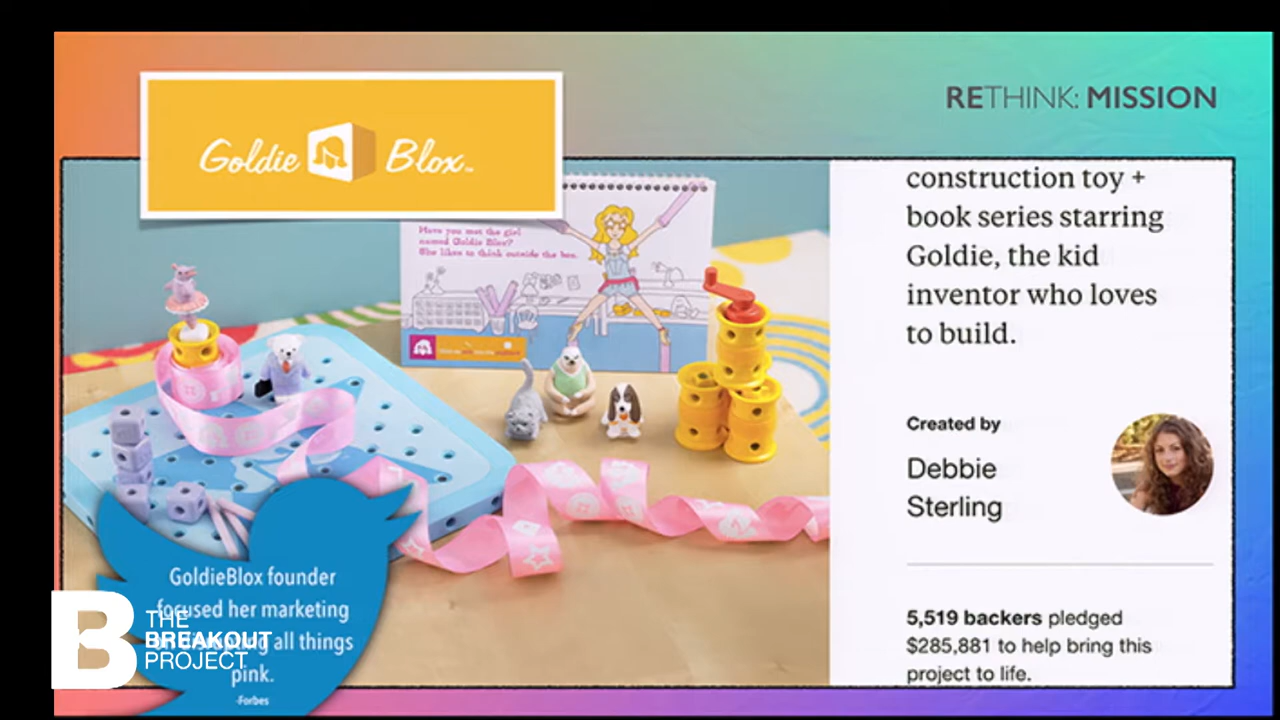 RETHINK: MISSION
Goldie Blox™
Have you met the girl
named Goldie Blox?
She likes to think outside the box.
construction toy +
book series starring
Goldie, the kid
inventor who loves
to build.
Created by
Debbie
Sterling
5,519 backers pledged
$285,881 to help bring this
project to life.
GoldieBlox founder
focused her marketing
on disrupting all things
pink.
-Forbes
B THE
BREAKOUT
PROJECT